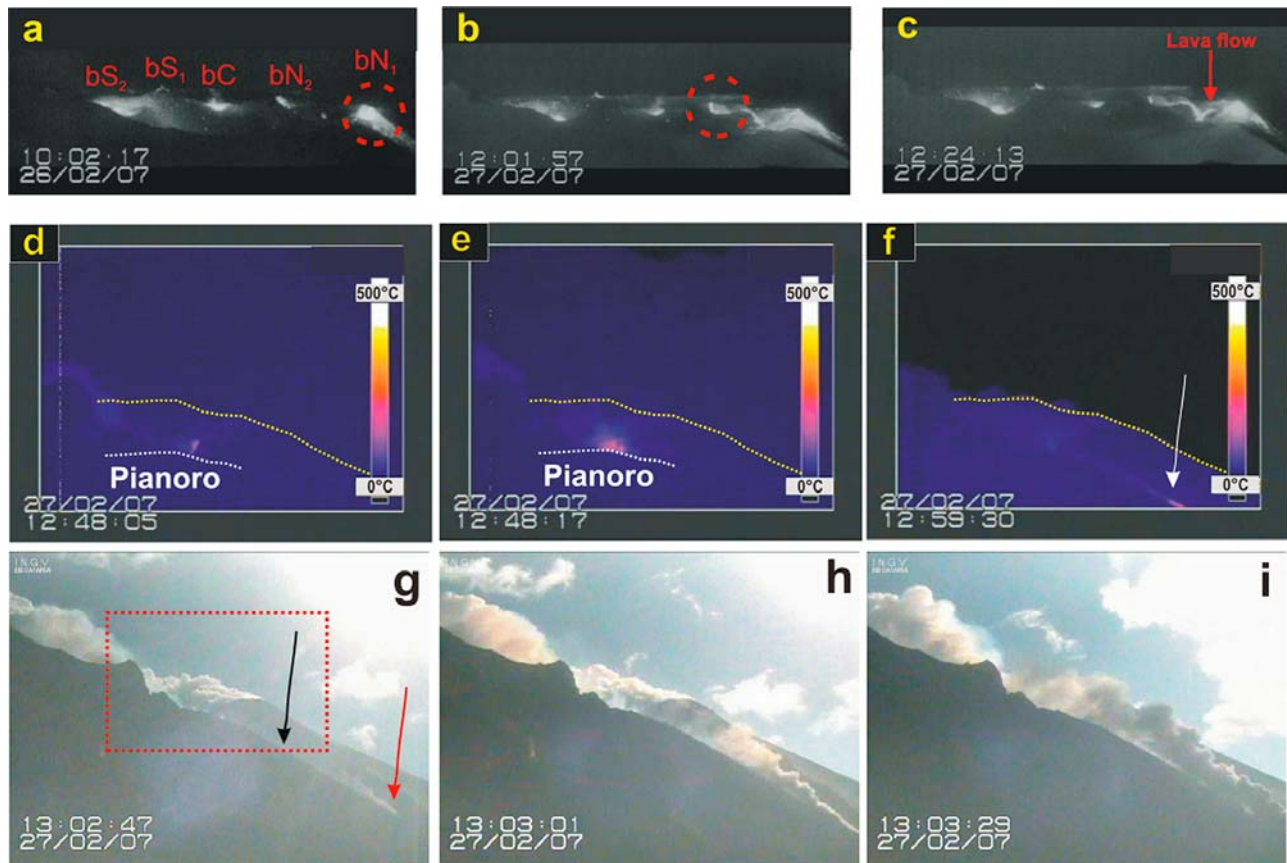 a
bS₂ bS₁ bC bN₂ bN₁
10:02:17
26/02/07
b
12:01:57
27/02/07
c
Lava flow
12:24:13
27/02/07
d
500°C
0°C
Pianoro
27/02/07
12:48:05
e
500°C
0°C
Pianoro
27/02/07
12:48:17
f
500°C
0°C
27/02/07
12:59:30
INGV
g
13:02:47
27/02/07
INGV
h
13:03:01
27/02/07
INGV
i
13:03:29
27/02/07